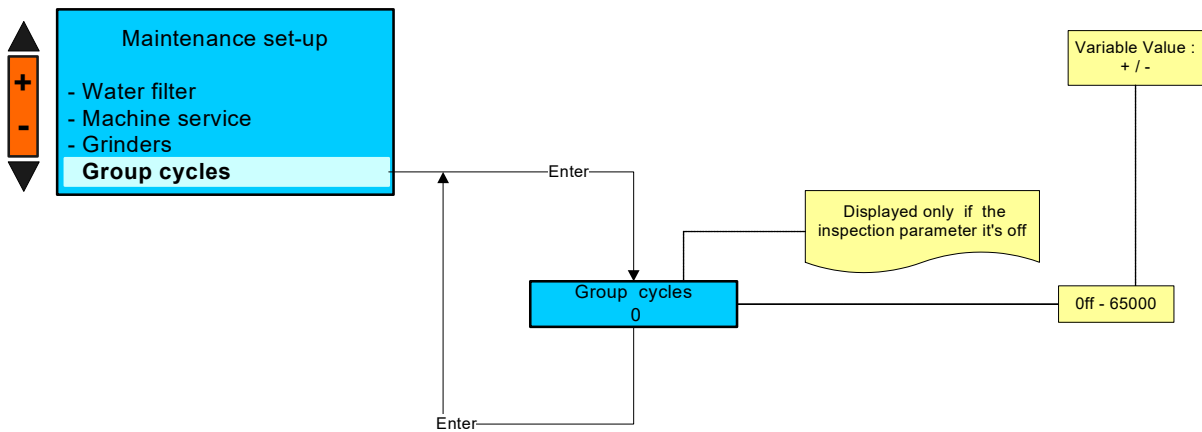 Maintenance set-up
- Water filter
- Machine service
- Grinders
Group cycles
+
-
Enter
Displayed only if the
inspection parameter it's off
Variable Value :
+ / -
Group cycles
0
0ff - 65000
Enter